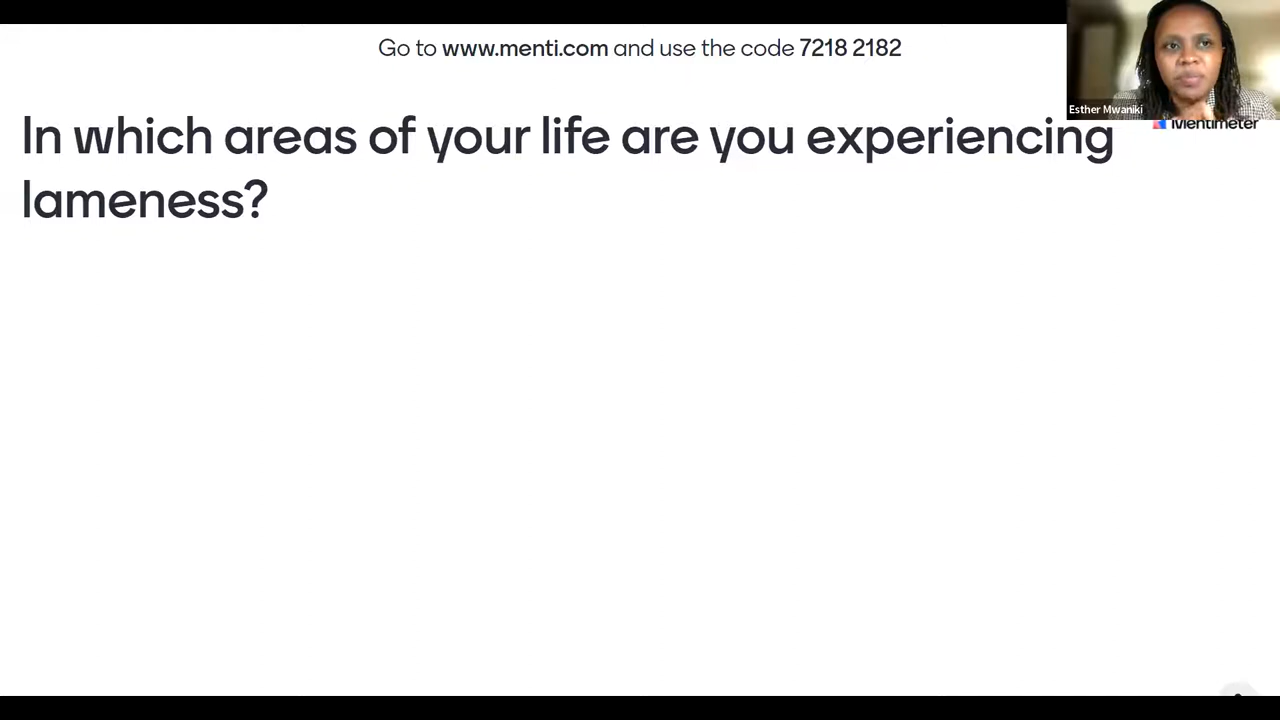 Go to www.menti.com and use the code 7218 2182
Esther Mwaniki
Mentimeter
In which areas of your life are you experiencing
lameness?